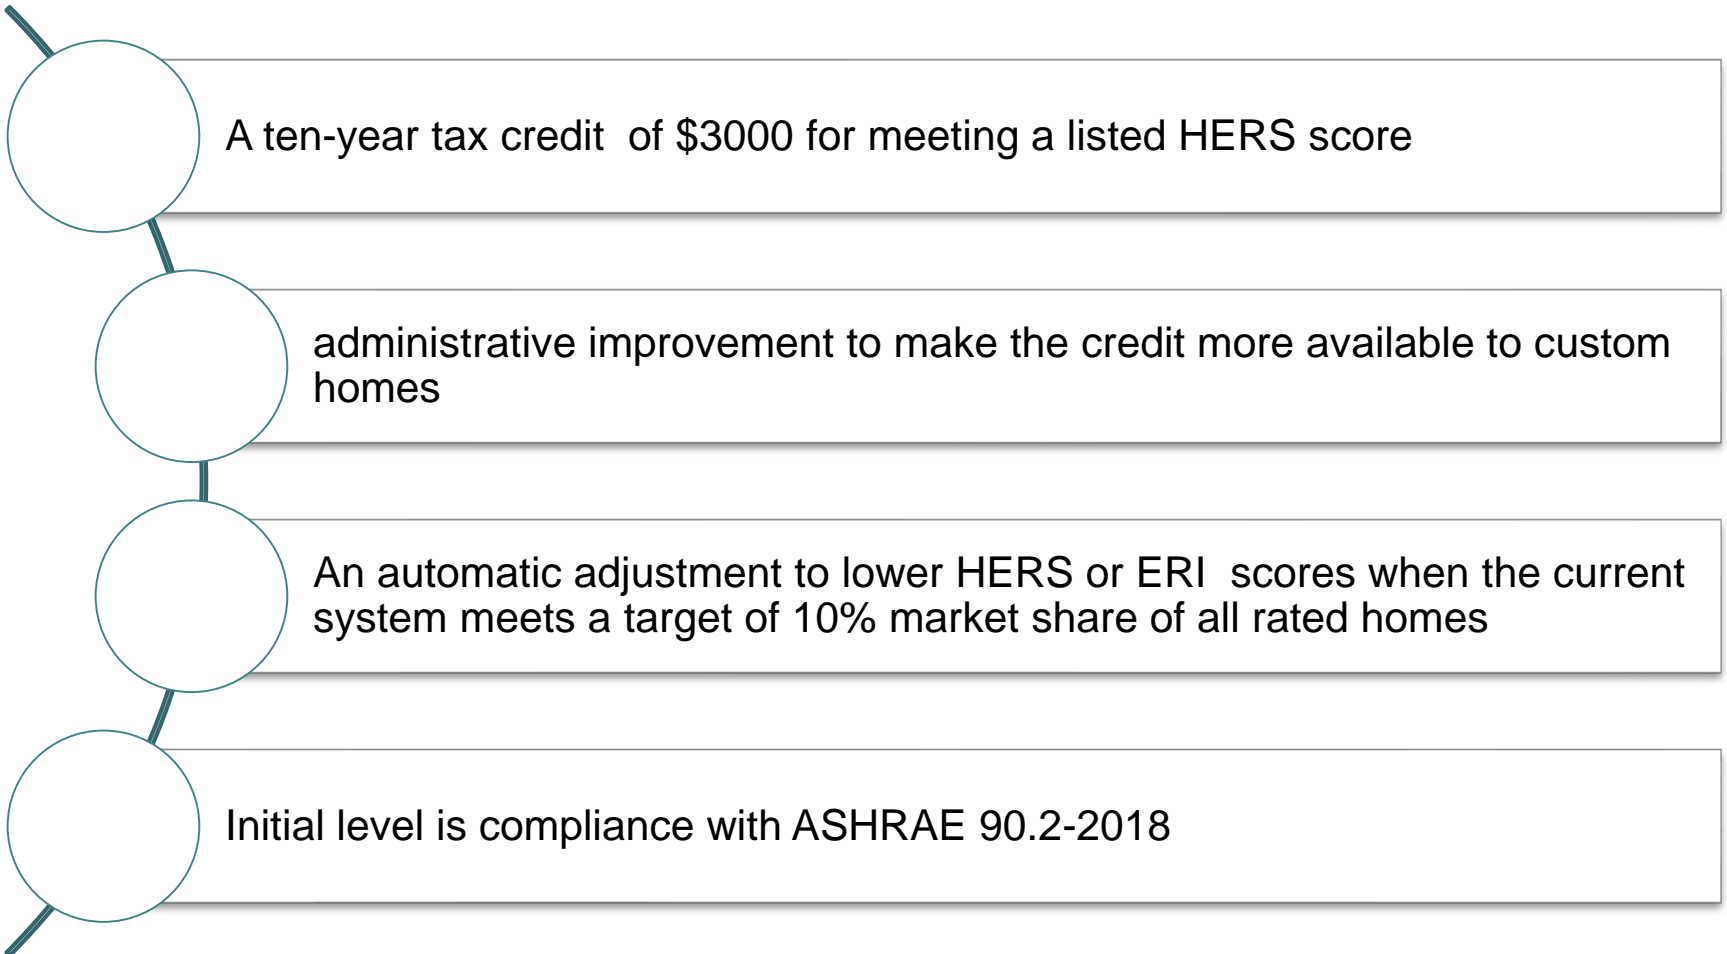 A ten-year tax credit  of $3000 for meeting a listed HERS score
administrative improvement to make the credit more available to custom
homes
An automatic adjustment to lower HERS or ERI  scores when the current
system meets a target of 10% market share of all rated homes
Initial level is compliance with ASHRAE 90.2-2018